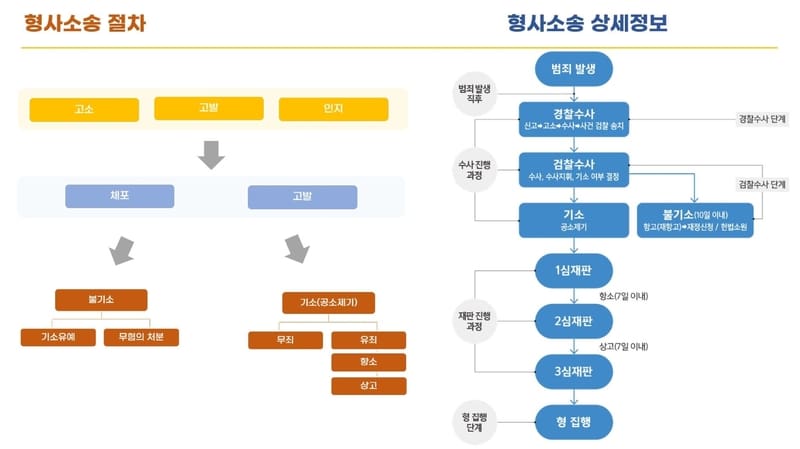 형사소송 절차
고소
고발
인지
체포
고발
불기소
기소유예
무혐의 처분
기소(공소제기)
무죄
유죄
항소
상고
형사소송 상세정보
범죄 발생
범죄 발생
직후
경찰수사
신고➡고소➡수사➡사건 검찰 송치
경찰수사 단계
수사 진행
과정
검찰수사
수사, 수사지휘, 기소 여부 결정
검찰수사 단계
기소
공소제기
불기소(10일 이내)
항고(재항고)➡재정신청 / 헌법소원
1심재판
항소(7일 이내)
재판 진행
과정
2심재판
상고(7일 이내)
3심재판
형 집행
단계
형 집행